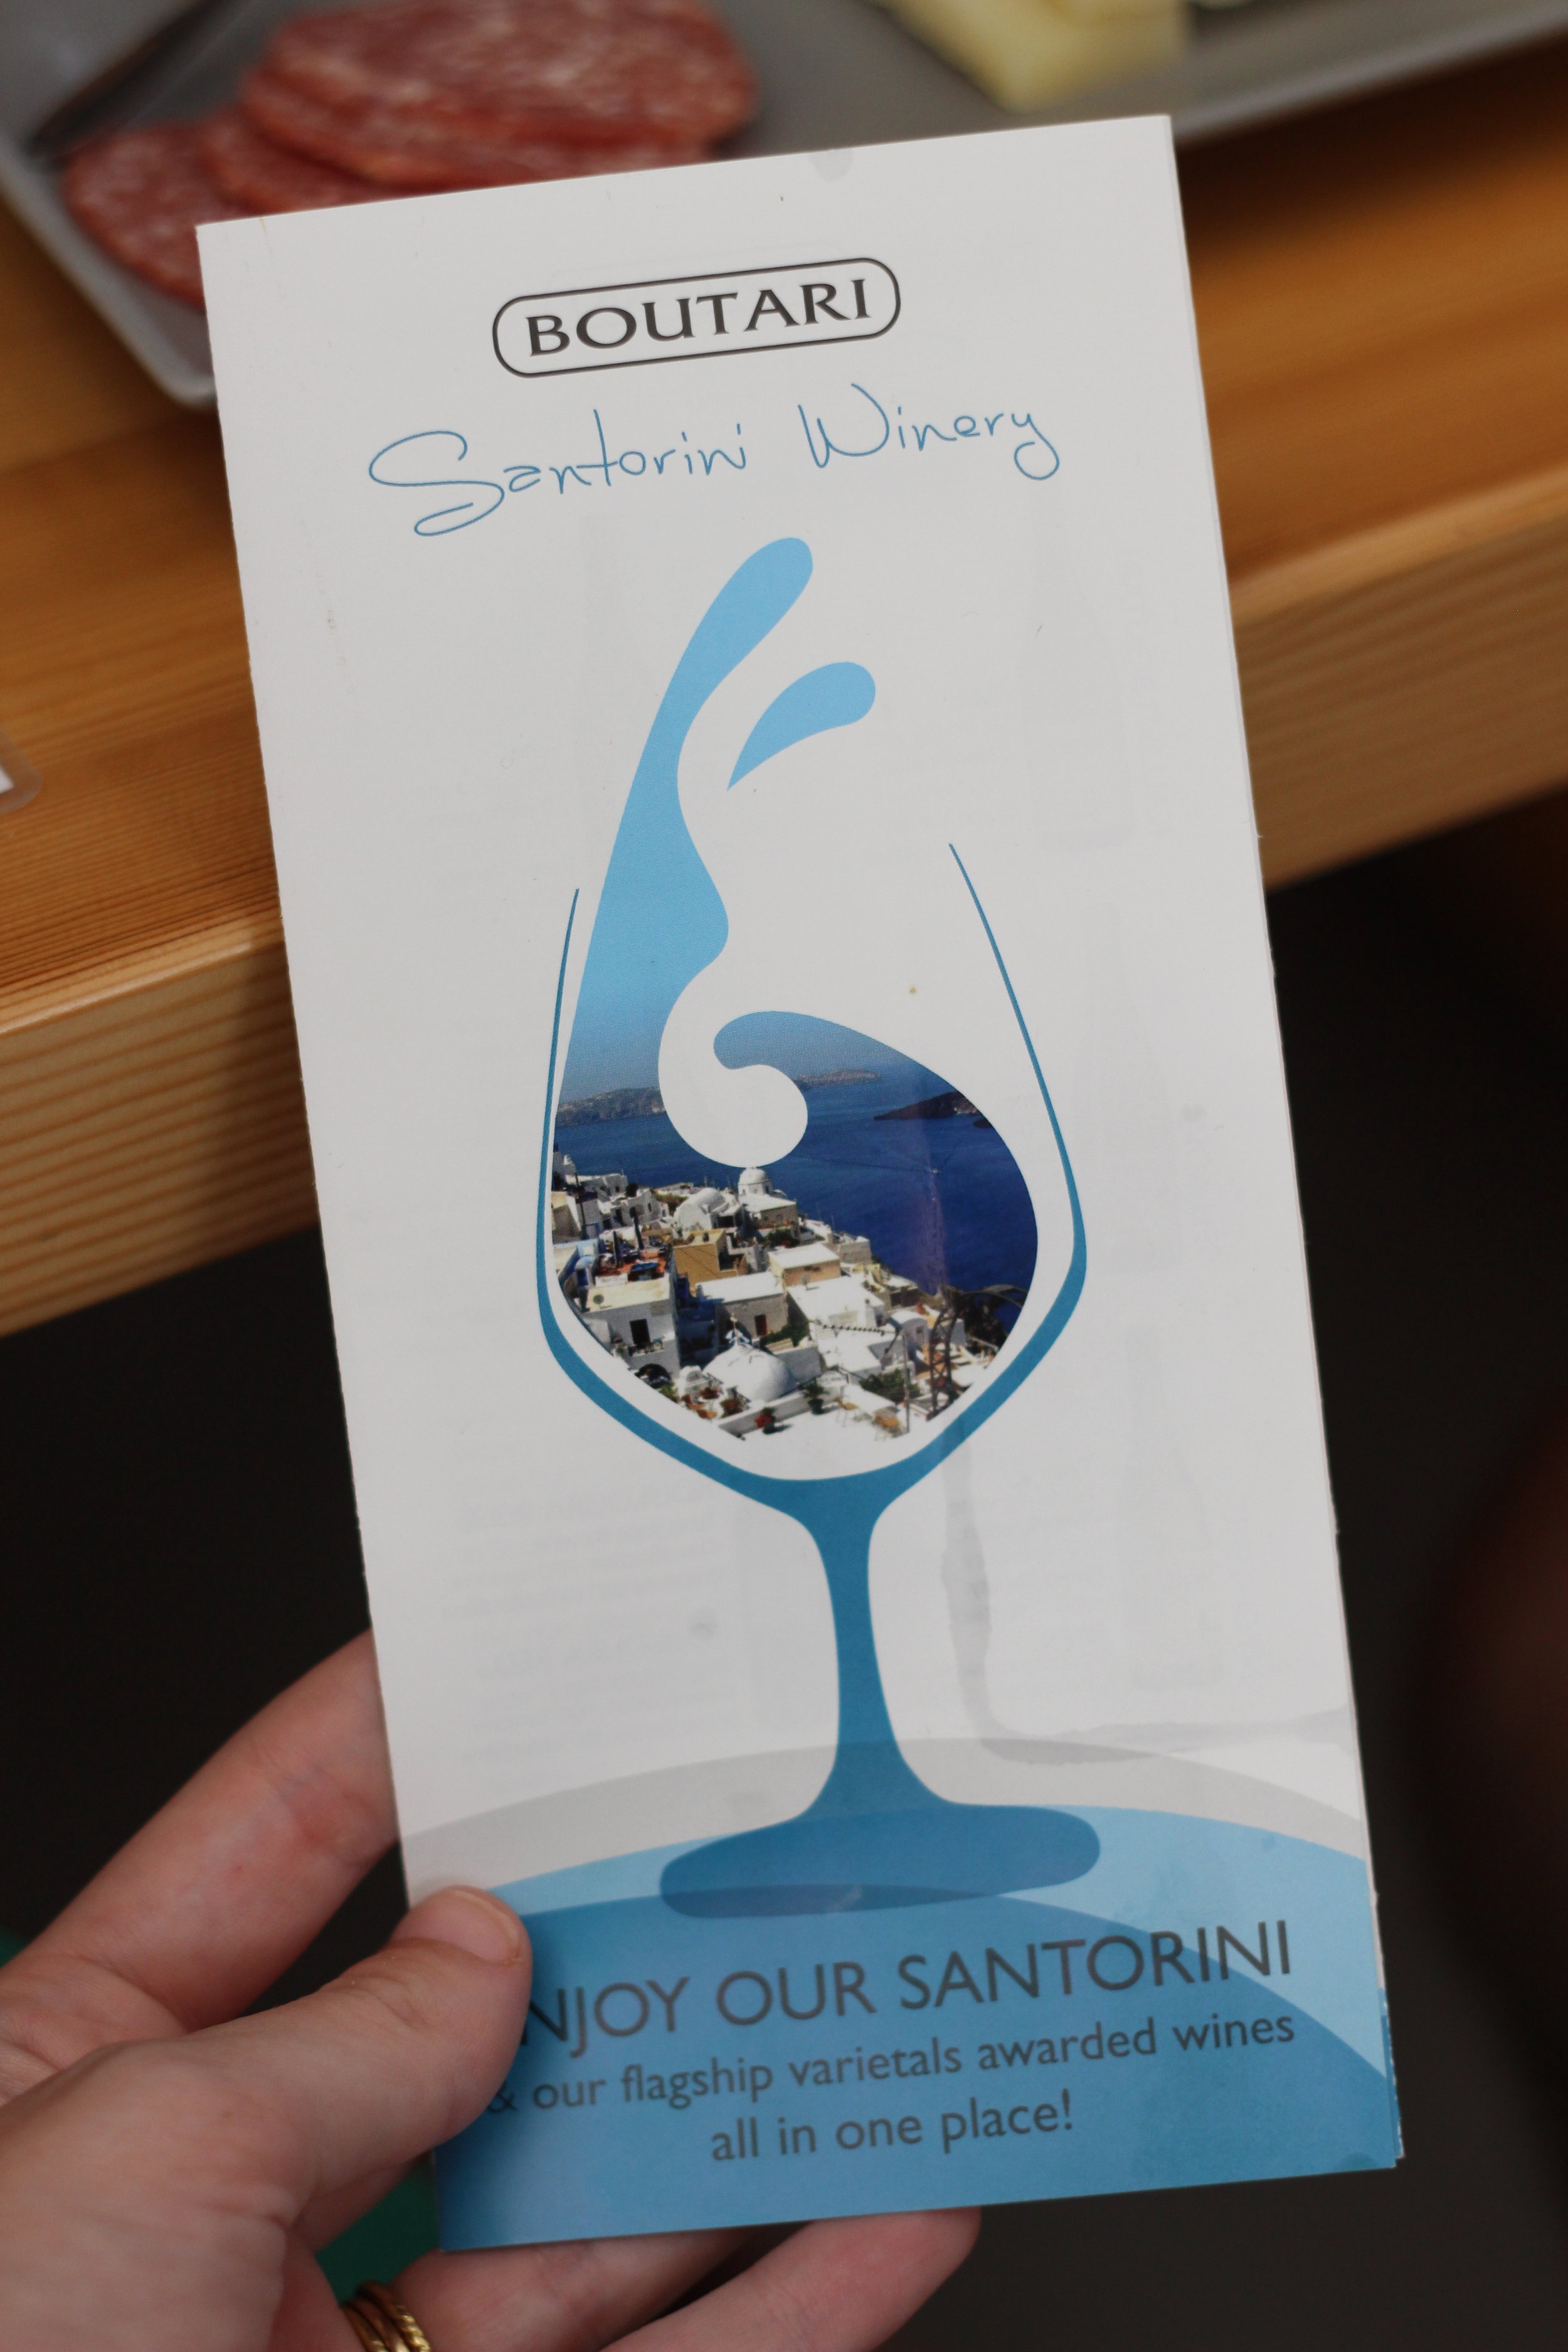 BOUTARI
Santorini Winery
NJOY OUR SANTORINI
& our flagship varietals awarded wines
all in one place!